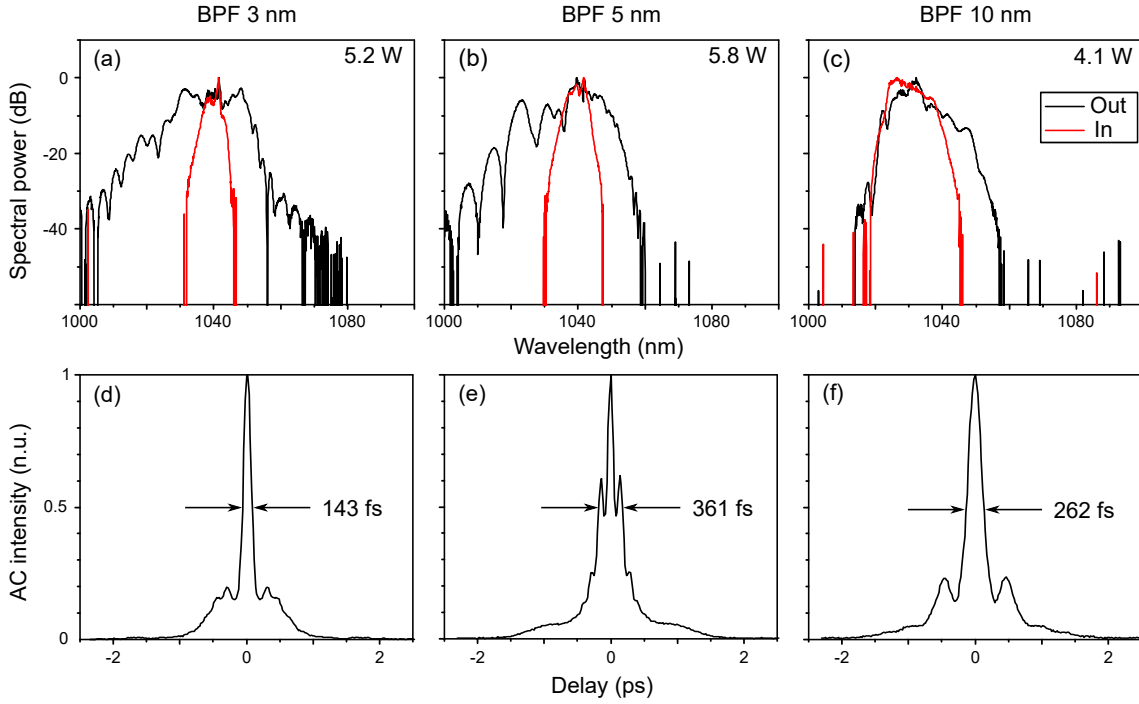 BPF 3 nm
BPF 5 nm
BPF 10 nm
(a)
5.2 W
(b)
5.8 W
(c)
4.1 W
Out
In
Spectral power (dB)
0
-20
-40
1000
1040
1080
1000
1040
1080
1000
1040
1080
Wavelength (nm)
(d)
143 fs
(e)
361 fs
(f)
262 fs
AC intensity (n.u.)
1
0.5
0
-2
0
2
-2
0
2
-2
0
2
Delay (ps)